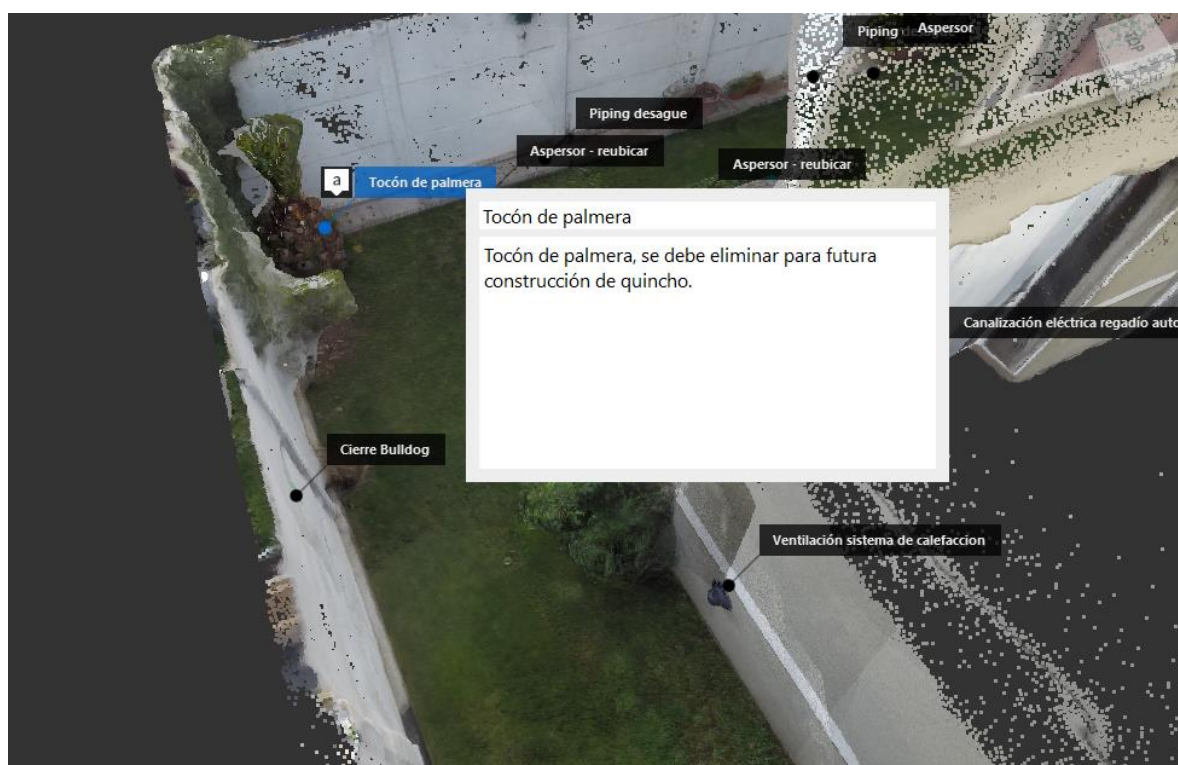 Piping desague
Aspersor
Piping desague
Aspersor - reubicar
Aspersor - reubicar
a
Tocón de palmera
Tocón de palmera
Tocón de palmera, se debe eliminar para futura
construcción de quincho.
Canalización eléctrica regadío auto
Cierre Bulldog
Ventilación sistema de calefaccion